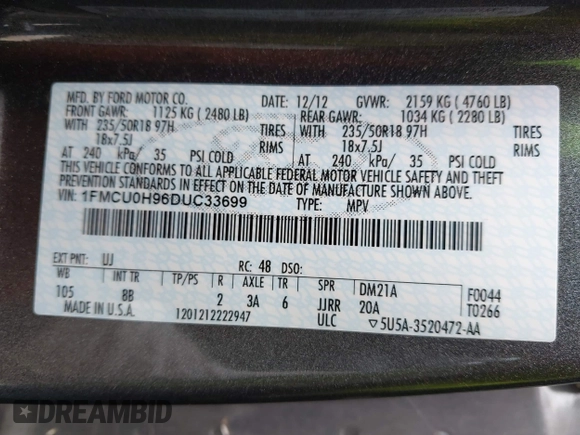 MFD. BY FORD MOTOR CO. DATE: 12/12 GVWR: 2159 KG ( 4760 LB)
FRONT GAWR: 1125 KG ( 2480 LB) REAR GAWR: 1034 KG ( 2280 LB)
WITH 235/50R18 97H TIRES WITH 235/50R18 97H TIRES
18x7.5J RIMS 18x7.5J RIMS
AT 240 kPa/ 35 PSI COLD AT 240 kPa/ 35 PSI COLD
THIS VEHICLE CONFORMS TO ALL APPLICABLE FEDERAL MOTOR VEHICLE SAFETY AND THEFT
PREVENTION STANDARDS IN EFFECT ON THE DATE OF MANUFACTURE SHOWN ABOVE.
VIN: 1FMCU0H96DUC33699 TYPE: MPV
EXT PNT: UJ RC: 48 DSO:
WB INT TR TP/PS R AXLE TR SPR DM21A F0044
105 8B 2 3A 6 JJRR 20A T0266
MADE IN U.S.A. 1201212222947 ULC ▽5U5A-3520472-AA
DREAMBID